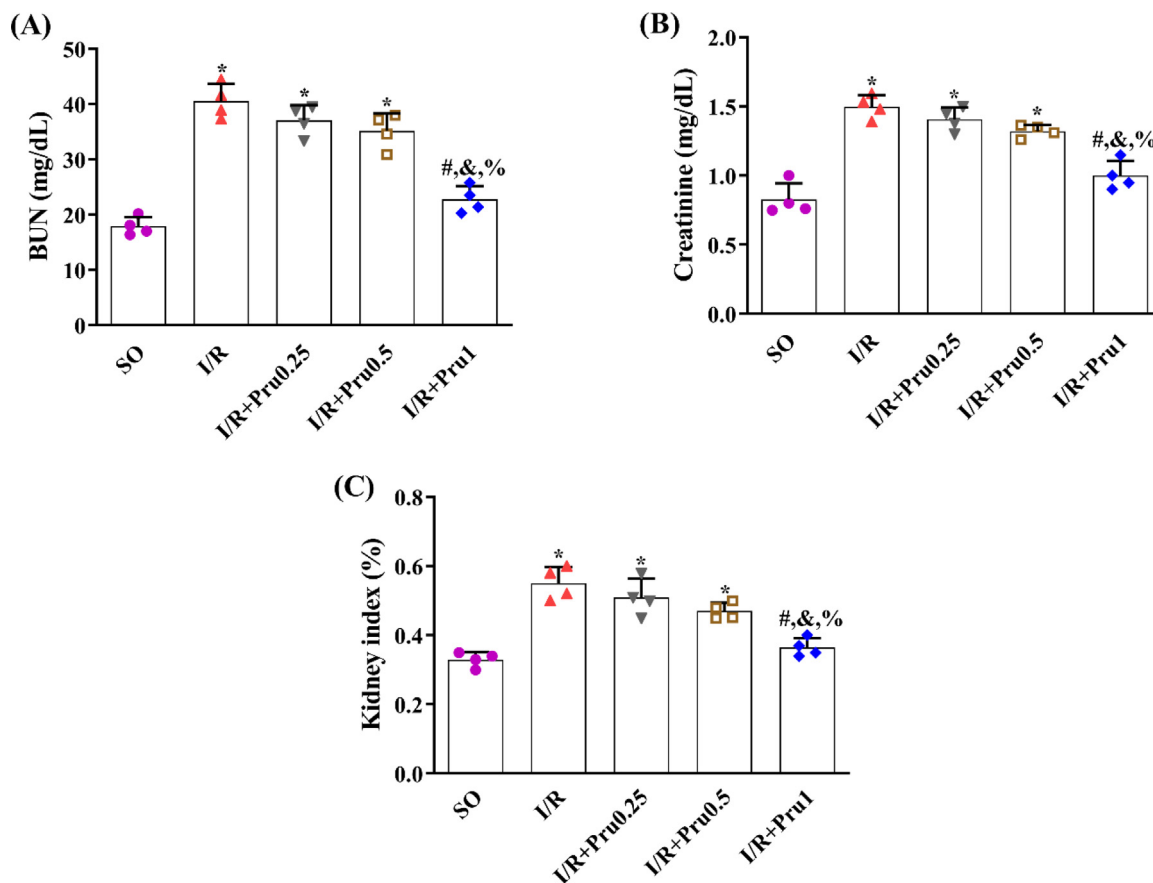 (A)
BUN (mg/dL)
50
40
30
20
10
0
*
*
*
#,&,%
SO
I/R
I/R+Pru0.25
I/R+Pru0.5
I/R+Pru1
(B)
Creatinine (mg/dL)
2.0
1.5
1.0
0.5
0.0
*
*
*
#,&,%
SO
I/R
I/R+Pru0.25
I/R+Pru0.5
I/R+Pru1
(C)
Kidney index (%)
0.8
0.6
0.4
0.2
0.0
*
*
*
#,&,%
SO
I/R
I/R+Pru0.25
I/R+Pru0.5
I/R+Pru1